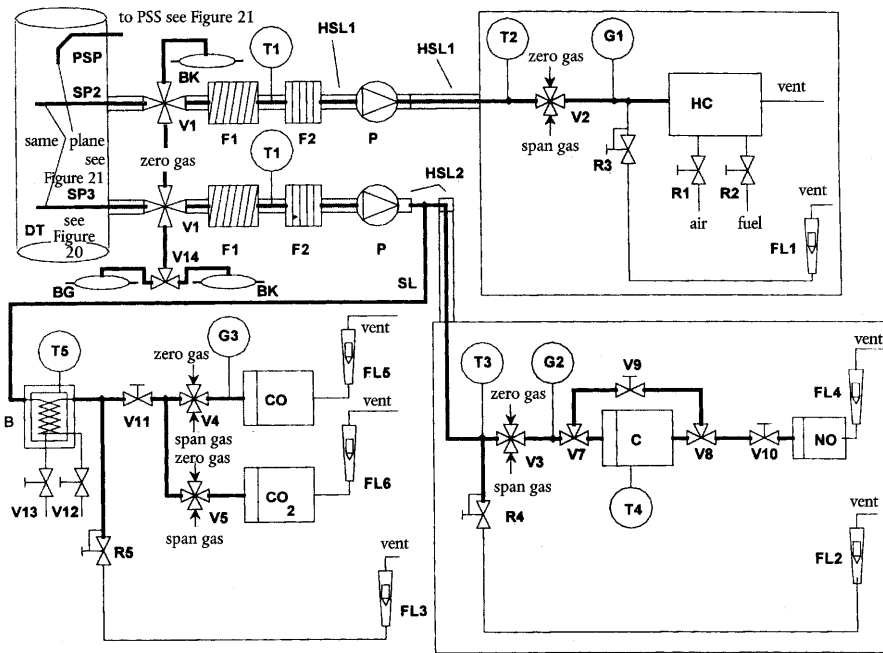 to PSS see Figure 21
PSP
SP2
same plane
see
Figure 21
SP3
see
Figure
20
DT
BK
V1
zero gas
V1
V14
BG
BK
F1
T1
F2
HSL1
P
HSL1
F1
T1
F2
P
HSL2
SL
T2
zero gas
span gas
V2
G1
R3
HC
vent
R1
air
R2
fuel
vent
FL1
T5
B
V13
V12
V11
R5
zero gas
V4
span gas
G3
CO
vent
FL5
zero gas
V5
span gas
CO2
vent
FL6
vent
FL3
T3
zero gas
span gas
V3
G2
V7
V9
C
T4
V8
V10
NO
vent
FL4
R4
vent
FL2